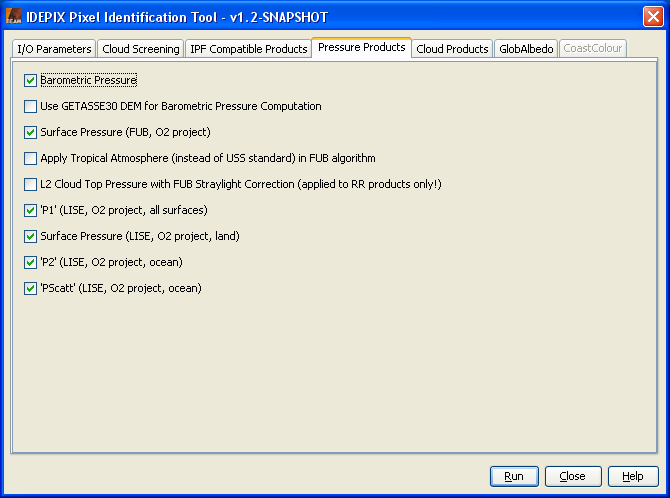 IDEPIX Pixel Identification Tool - v1.2-SNAPSHOT
I/O Parameters Cloud Screening IPF Compatible Products Pressure Products Cloud Products GlobAlbedo CoastColour
Barometric Pressure
Use GETASSE30 DEM for Barometric Pressure Computation
Surface Pressure (FUB, O2 project)
Apply Tropical Atmosphere (instead of USS standard) in FUB algorithm
L2 Cloud Top Pressure with FUB Straylight Correction (applied to RR products only!)
'P1' (LISE, O2 project, all surfaces)
Surface Pressure (LISE, O2 project, land)
'P2' (LISE, O2 project, ocean)
'PScatt' (LISE, O2 project, ocean)
Run Close Help